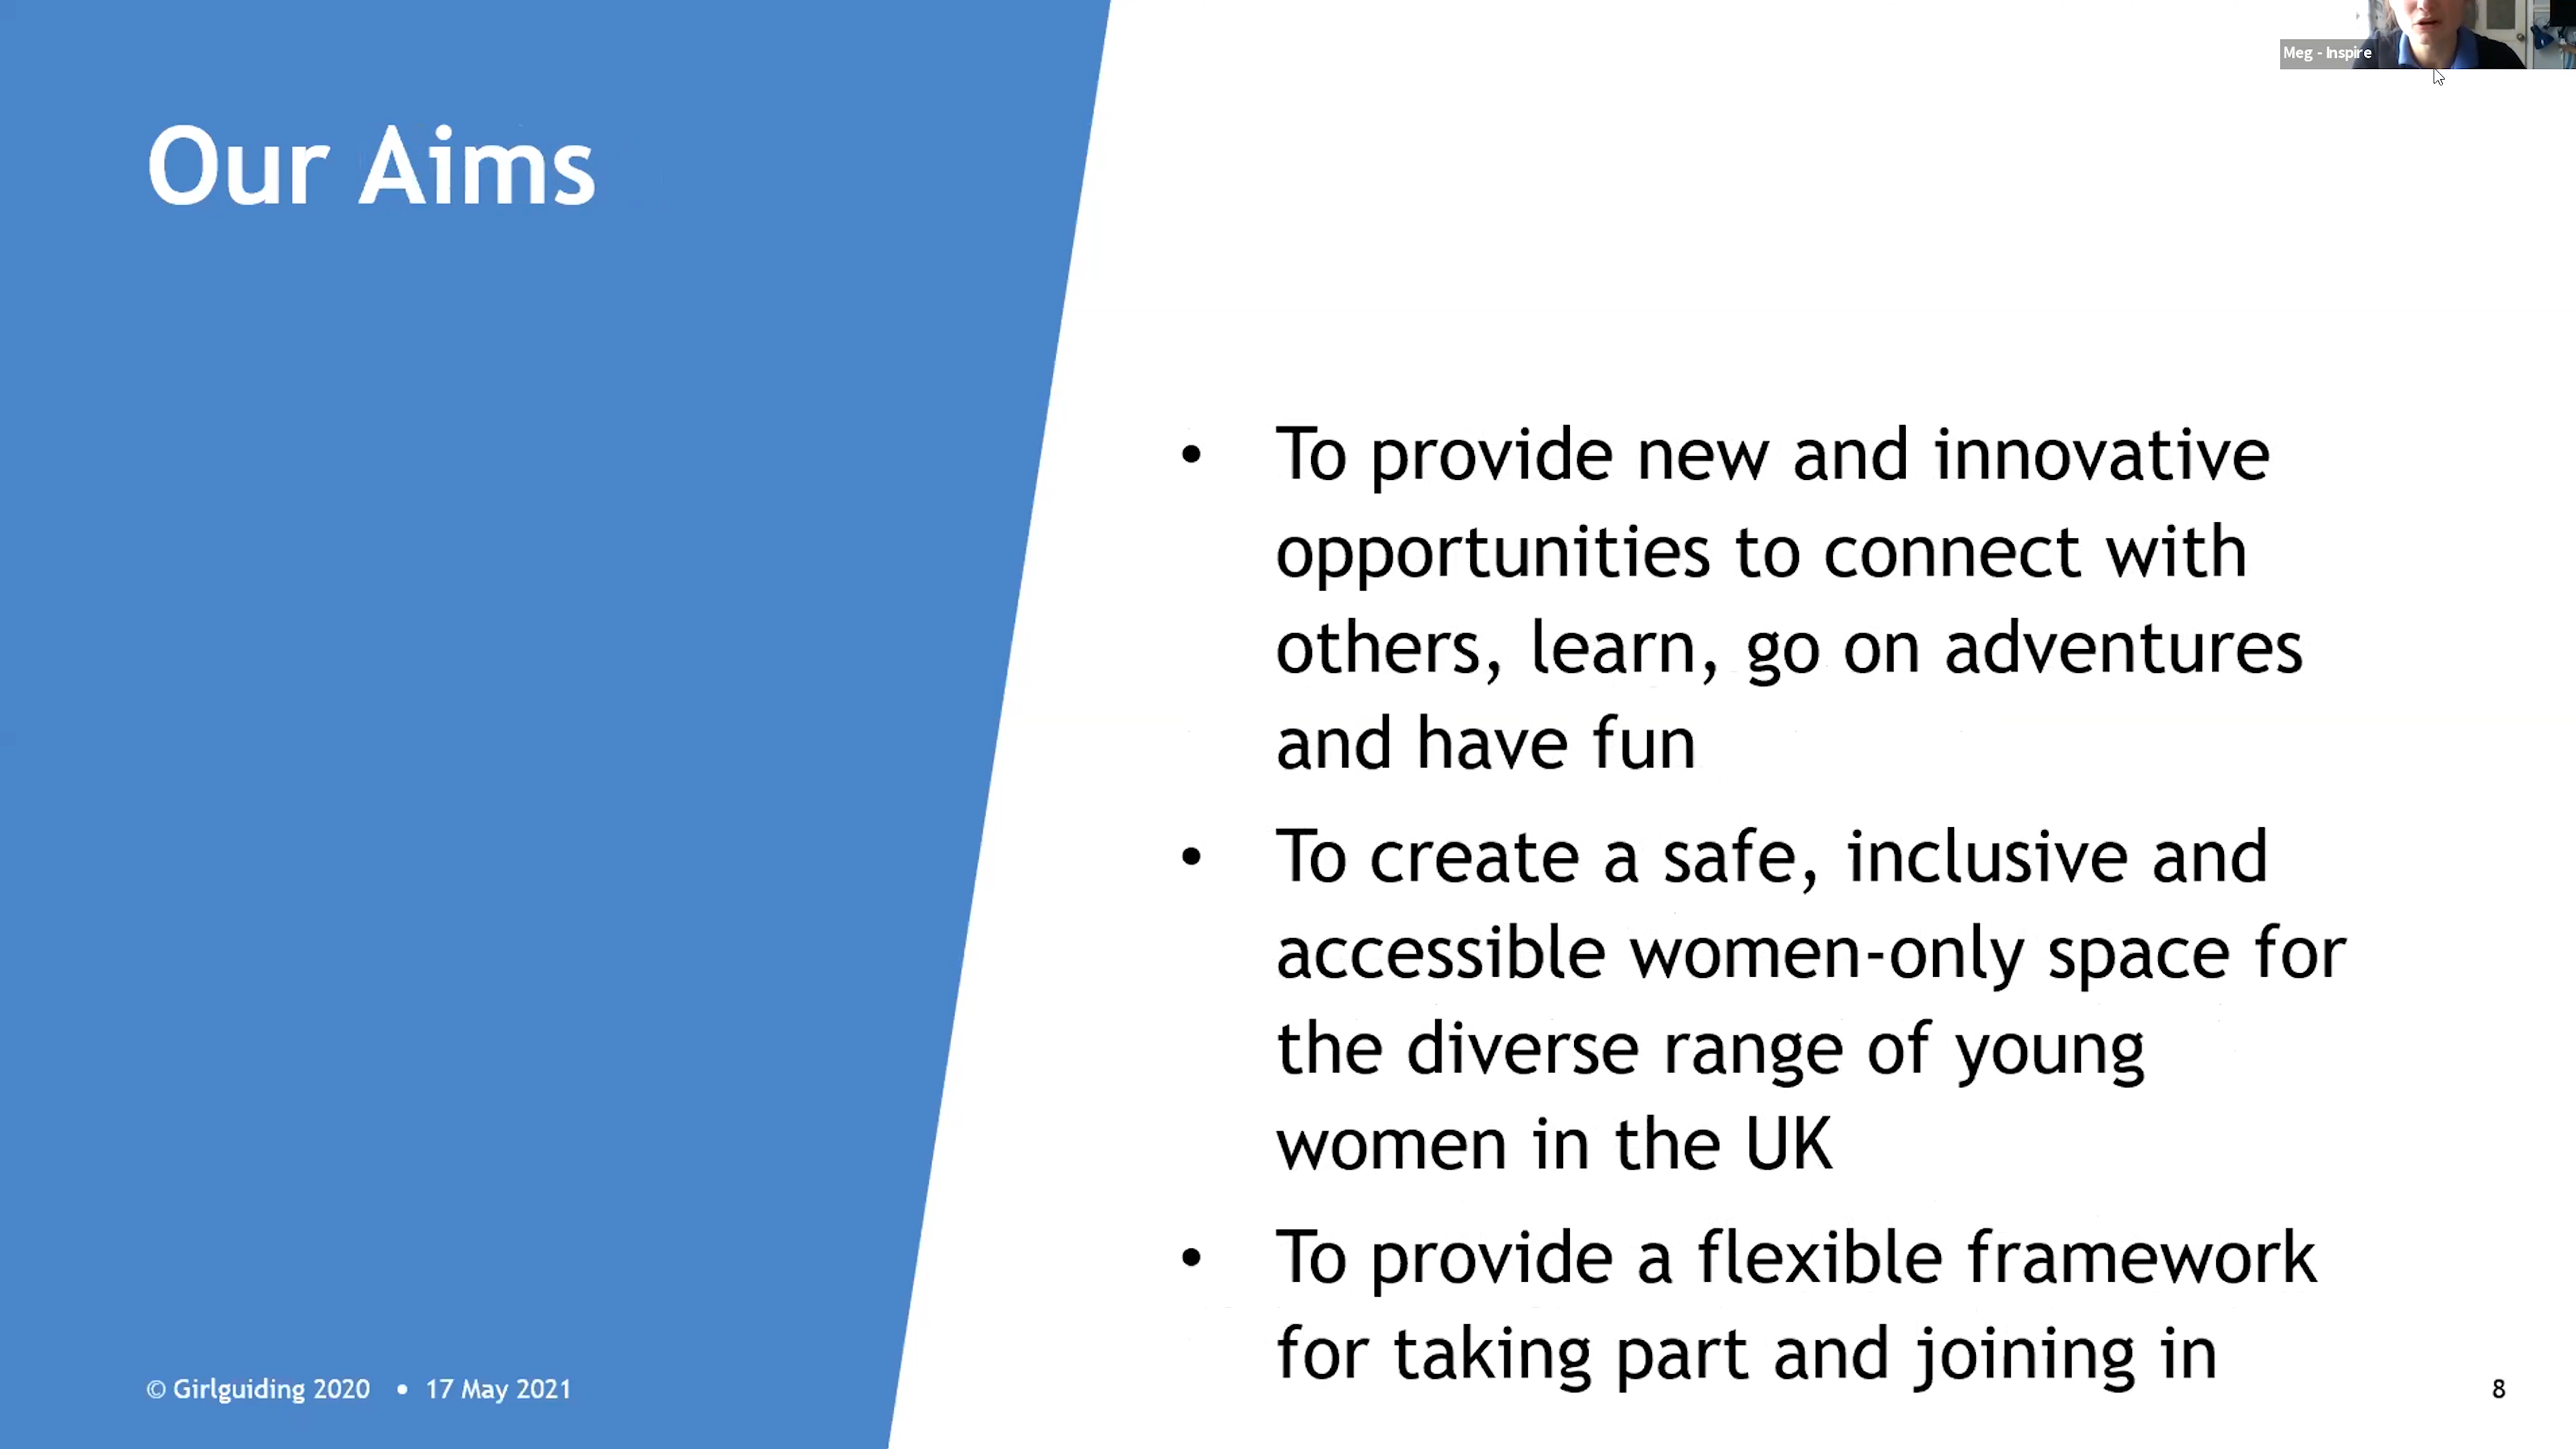 Meg - Inspire
Our Aims
• To provide new and innovative
opportunities to connect with
others, learn, go on adventures
and have fun
• To create a safe, inclusive and
accessible women-only space for
the diverse range of young
women in the UK
• To provide a flexible framework
for taking part and joining in
© Girlguiding 2020 • 17 May 2021
8